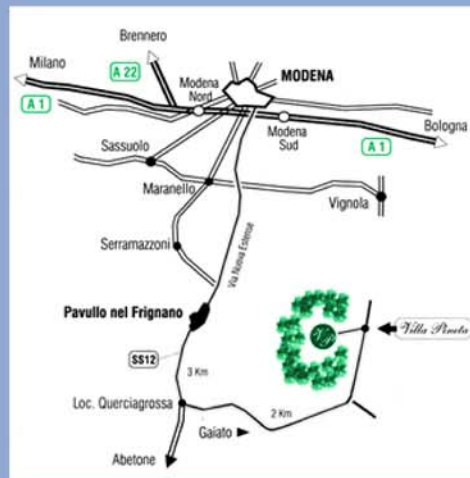 Brennero
Milano
A 22
Modena
Nord
MODENA
A 1
Modena
Sud
Bologna
A 1
Sassuolo
Maranello
Vignola
Serramazzoni
Via Nuova Estense
Pavullo nel Frignano
Villa Pineta
SS12
3 Km
Loc. Querciagrossa
2 Km
Gaiato
Abetone